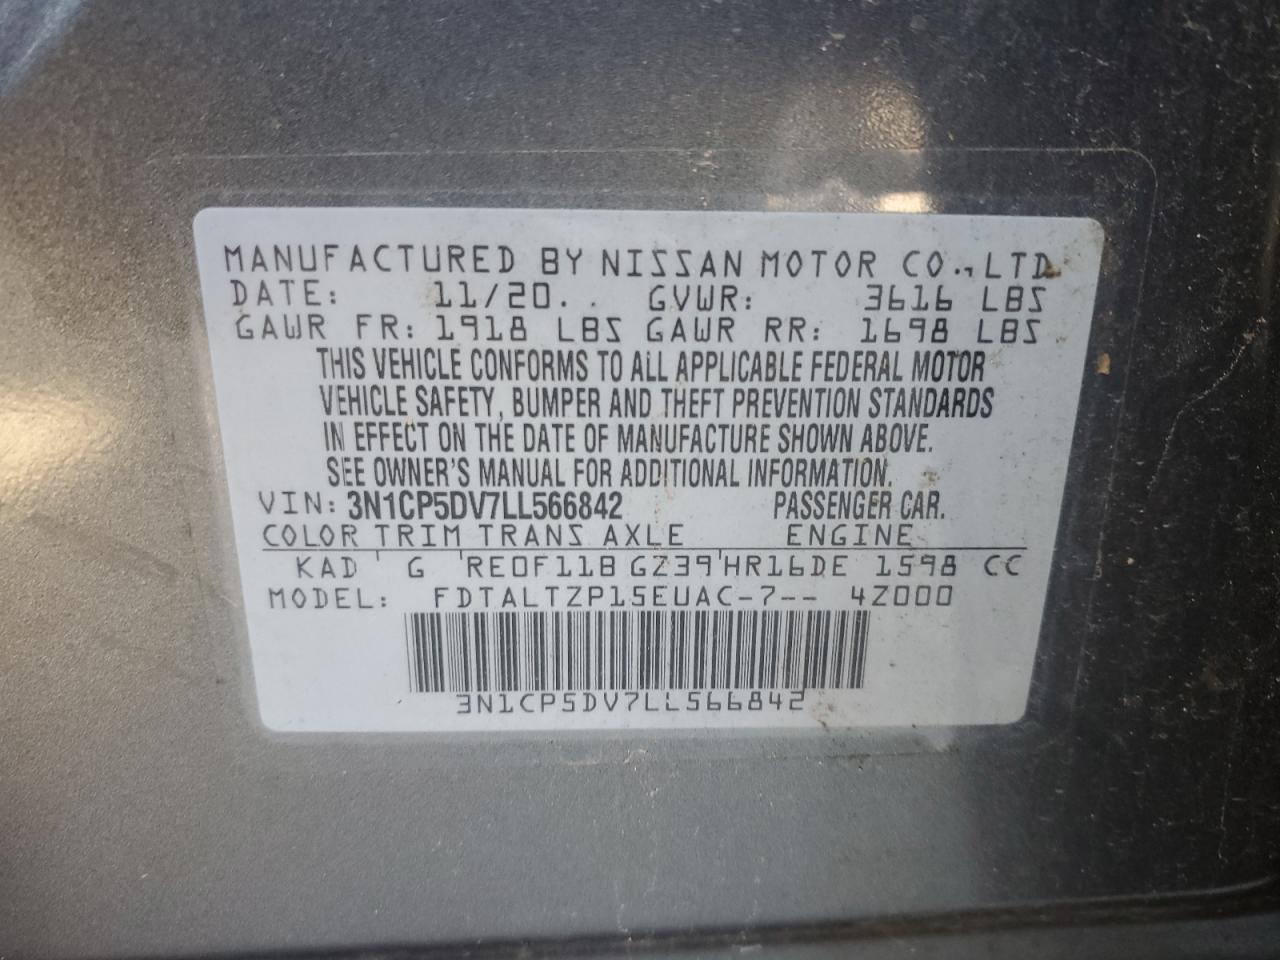 MANUFACTURED BY NISSAN MOTOR CO., LTD.
DATE: 11/20.. GVWR: 3616 LBS
GAWR FR: 1918 LBS GAWR RR: 1698 LBS
THIS VEHICLE CONFORMS TO ALL APPLICABLE FEDERAL MOTOR
VEHICLE SAFETY, BUMPER AND THEFT PREVENTION STANDARDS
IN EFFECT ON THE DATE OF MANUFACTURE SHOWN ABOVE.
SEE OWNER'S MANUAL FOR ADDITIONAL INFORMATION.
VIN: 3N1CP5DV7LL566842 PASSENGER CAR.
COLOR TRIM TRANS AXLE ENGINE
KAD G RE0F11B GZ39 HR16DE 1598 CC
MODEL: FDTALTZP15EUAC-7-- 4Z000
3N1CP5DV7LL566842